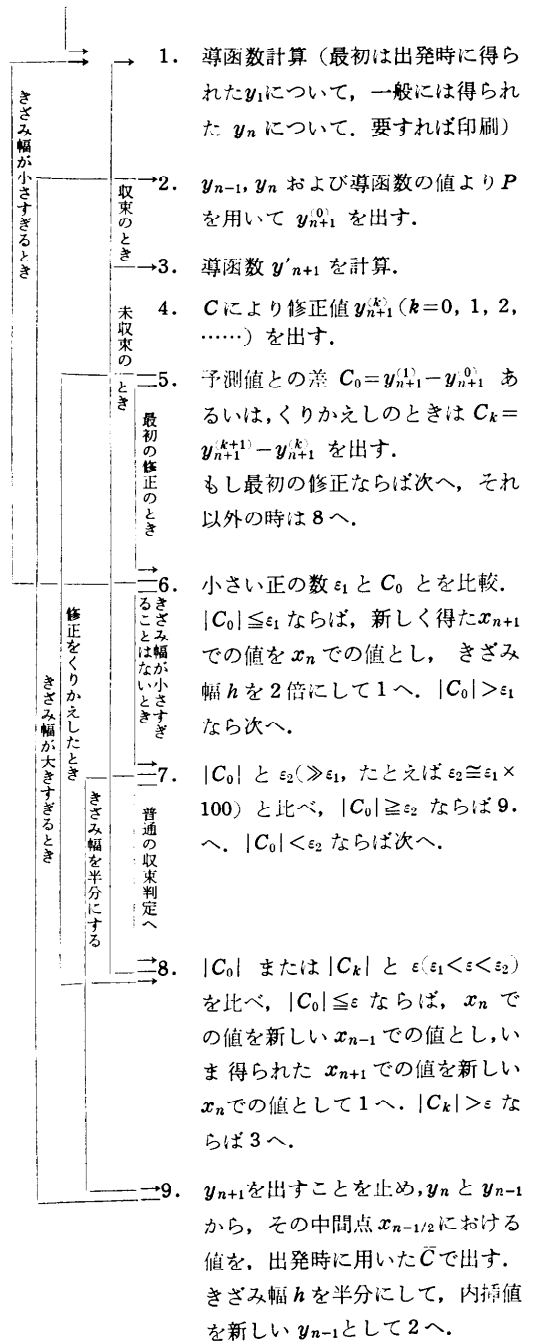 1. 導函数計算（最初は出発時に得ら
れたy₁について，一般には得られ
た yₙ について．要すれば印刷）
2. yₙ₋₁, yₙ および導函数の値より P
を用いて yₙ₊₁⁽⁰⁾ を出す．
3. 導函数 y′ₙ₊₁ を計算．
4. C により修正値 yₙ₊₁⁽ᵏ⁾ (k=0, 1, 2,
……) を出す．
5. 予測値との差 C₀=yₙ₊₁⁽¹⁾−yₙ₊₁⁽⁰⁾ あ
るいは，くりかえしのときは Cₖ=
yₙ₊₁⁽ᵏ⁺¹⁾−yₙ₊₁⁽ᵏ⁾ を出す．
もし最初の修正ならば次へ，それ
以外の時は 8 へ．
6. 小さい正の数 ε₁ と C₀ とを比較．
|C₀|≦ε₁ ならば，新しく得たxₙ₊₁
での値を xₙ での値とし， きざみ
幅 h を 2 倍にして 1 へ．|C₀|>ε₁
なら次へ．
7. |C₀| と ε₂(≫ε₁, たとえば ε₂≅ε₁×
100) と比べ，|C₀|≧ε₂ ならば 9．
へ．|C₀|<ε₂ ならば次へ．
8. |C₀| または |Cₖ| と ε(ε₁<ε<ε₂)
を比べ，|C₀|≦ε ならば， xₙ で
の値を新しい xₙ₋₁ での値とし，い
ま 得られた xₙ₊₁ での値を新しい
xₙでの値として 1 へ．|Cₖ|>ε な
らば 3 へ．
9. yₙ₊₁を出すことを止め，yₙ と yₙ₋₁
から，その中間点 xₙ₋₁/₂における
値を，出発時に用いた C̄ で出す．
きざみ幅 h を半分にして，内挿値
を新しい yₙ₋₁として 2 へ．
きざみ幅が小さすぎるとき
収束のとき
未収束のとき
最初の修正のとき
きざみ幅が小さすぎ
ることはないとき
修正をくりかえしたとき
きざみ幅が大きすぎるとき
きざみ幅を半分にする
普通の収束判定へ